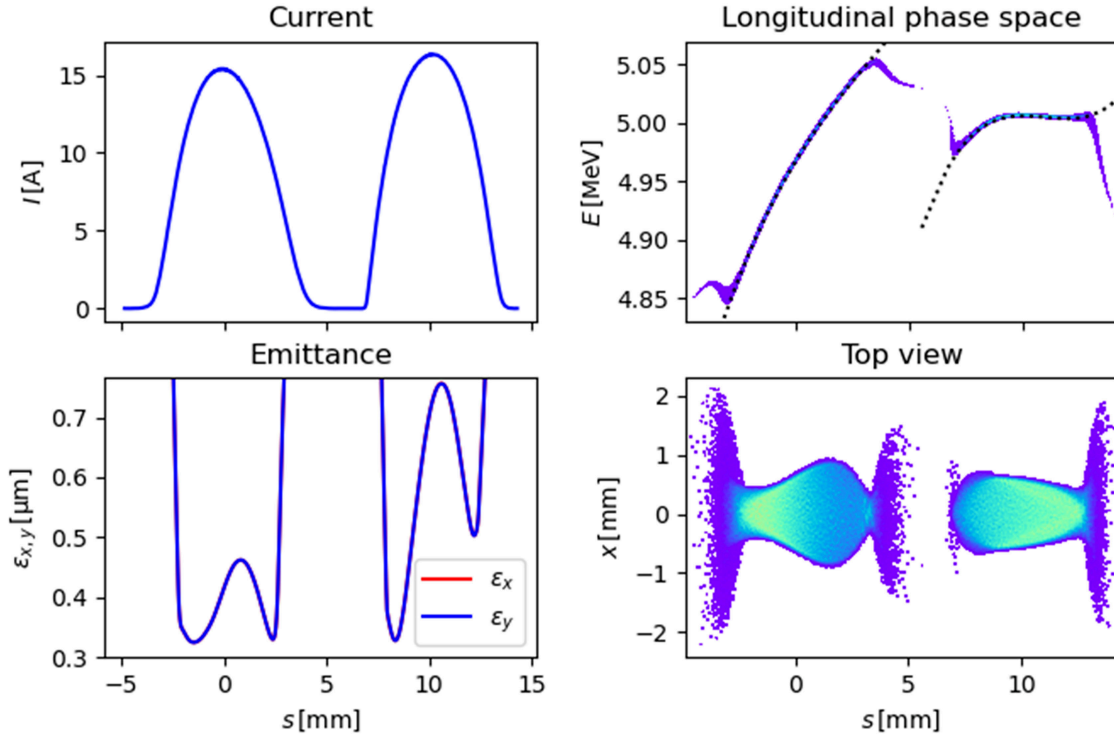 Current
I [A]
15
10
5
0
Longitudinal phase space
E [MeV]
5.05
5.00
4.95
4.90
4.85
Emittance
εx,y [µm]
0.7
0.6
0.5
0.4
0.3
εx
εy
−5
0
5
10
15
s [mm]
Top view
x [mm]
2
1
0
−1
−2
0
5
10
s [mm]